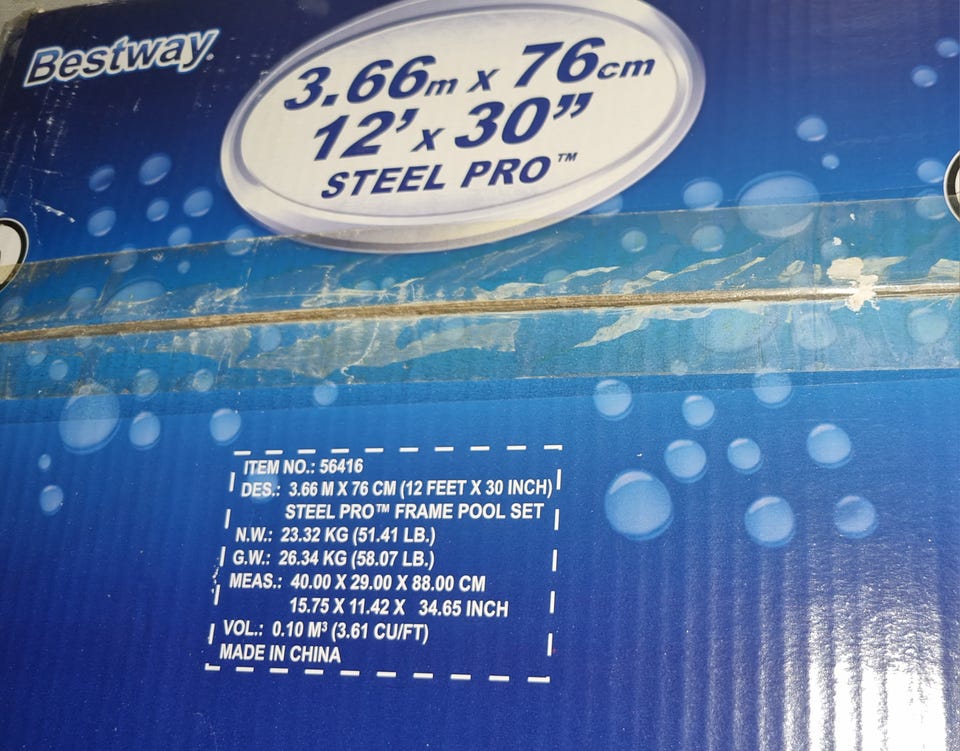 Bestway®
3.66m x 76cm
12' x 30"
STEEL PRO™
ITEM NO.: 56416
DES.: 3.66 M X 76 CM (12 FEET X 30 INCH)
STEEL PRO™ FRAME POOL SET
N.W.: 23.32 KG (51.41 LB.)
G.W.: 26.34 KG (58.07 LB.)
MEAS.: 40.00 X 29.00 X 88.00 CM
15.75 X 11.42 X 34.65 INCH
VOL.: 0.10 M³ (3.61 CU/FT)
MADE IN CHINA